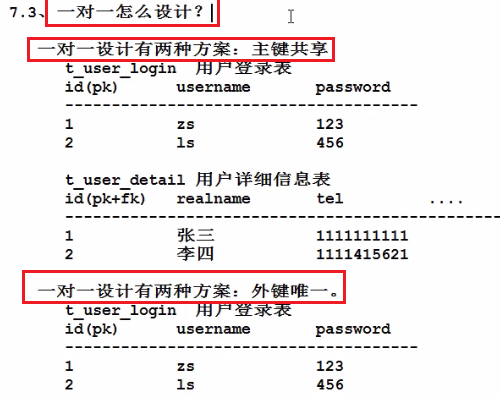 7.3、一对一怎么设计？
一对一设计有两种方案：主键共享
t_user_login 用户登录表
id(pk) username password
----------------------------------------
1 zs 123
2 ls 456
t_user_detail 用户详细信息表
id(pk+fk) realname tel ....
------------------------------------------------
1 张三 1111111111
2 李四 1111415621
一对一设计有两种方案：外键唯一。
t_user_login 用户登录表
id(pk) username password
----------------------------------------
1 zs 123
2 ls 456